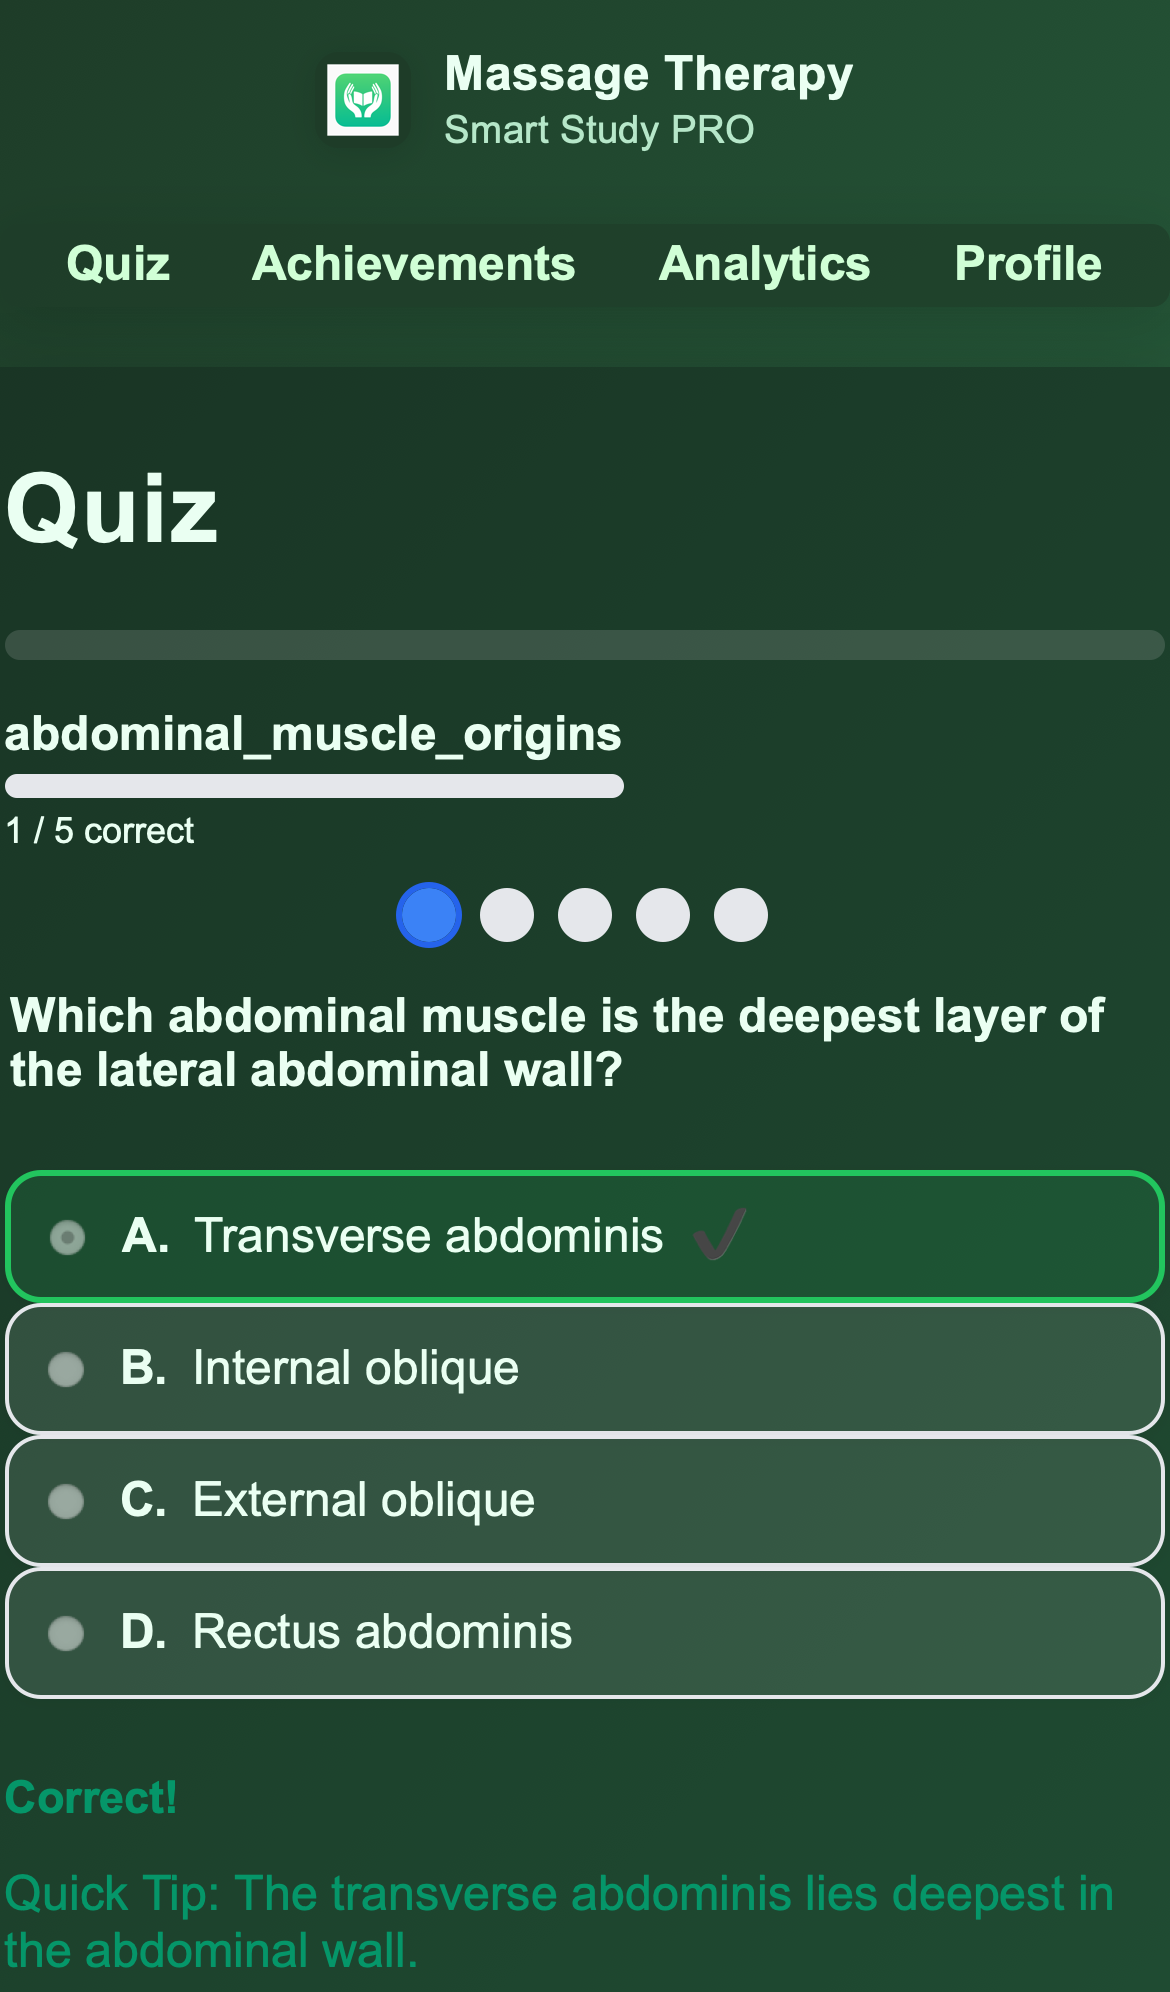 Massage Therapy
Smart Study PRO
Quiz Achievements Analytics Profile
Quiz
abdominal_muscle_origins
1 / 5 correct
Which abdominal muscle is the deepest layer of
the lateral abdominal wall?
A. Transverse abdominis ✔
B. Internal oblique
C. External oblique
D. Rectus abdominis
Correct!
Quick Tip: The transverse abdominis lies deepest in
the abdominal wall.